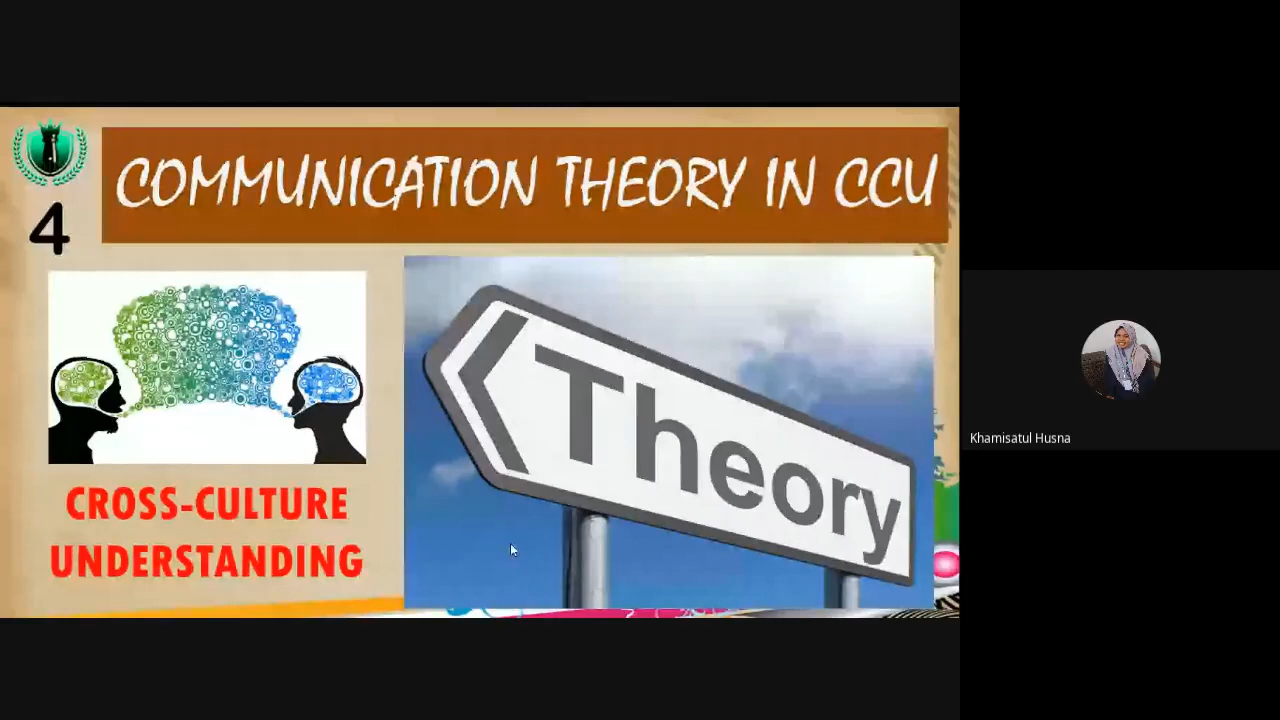 COMMUNICATION THEORY IN CCU
4
Theory
CROSS-CULTURE
UNDERSTANDING
Khamisatul Husna